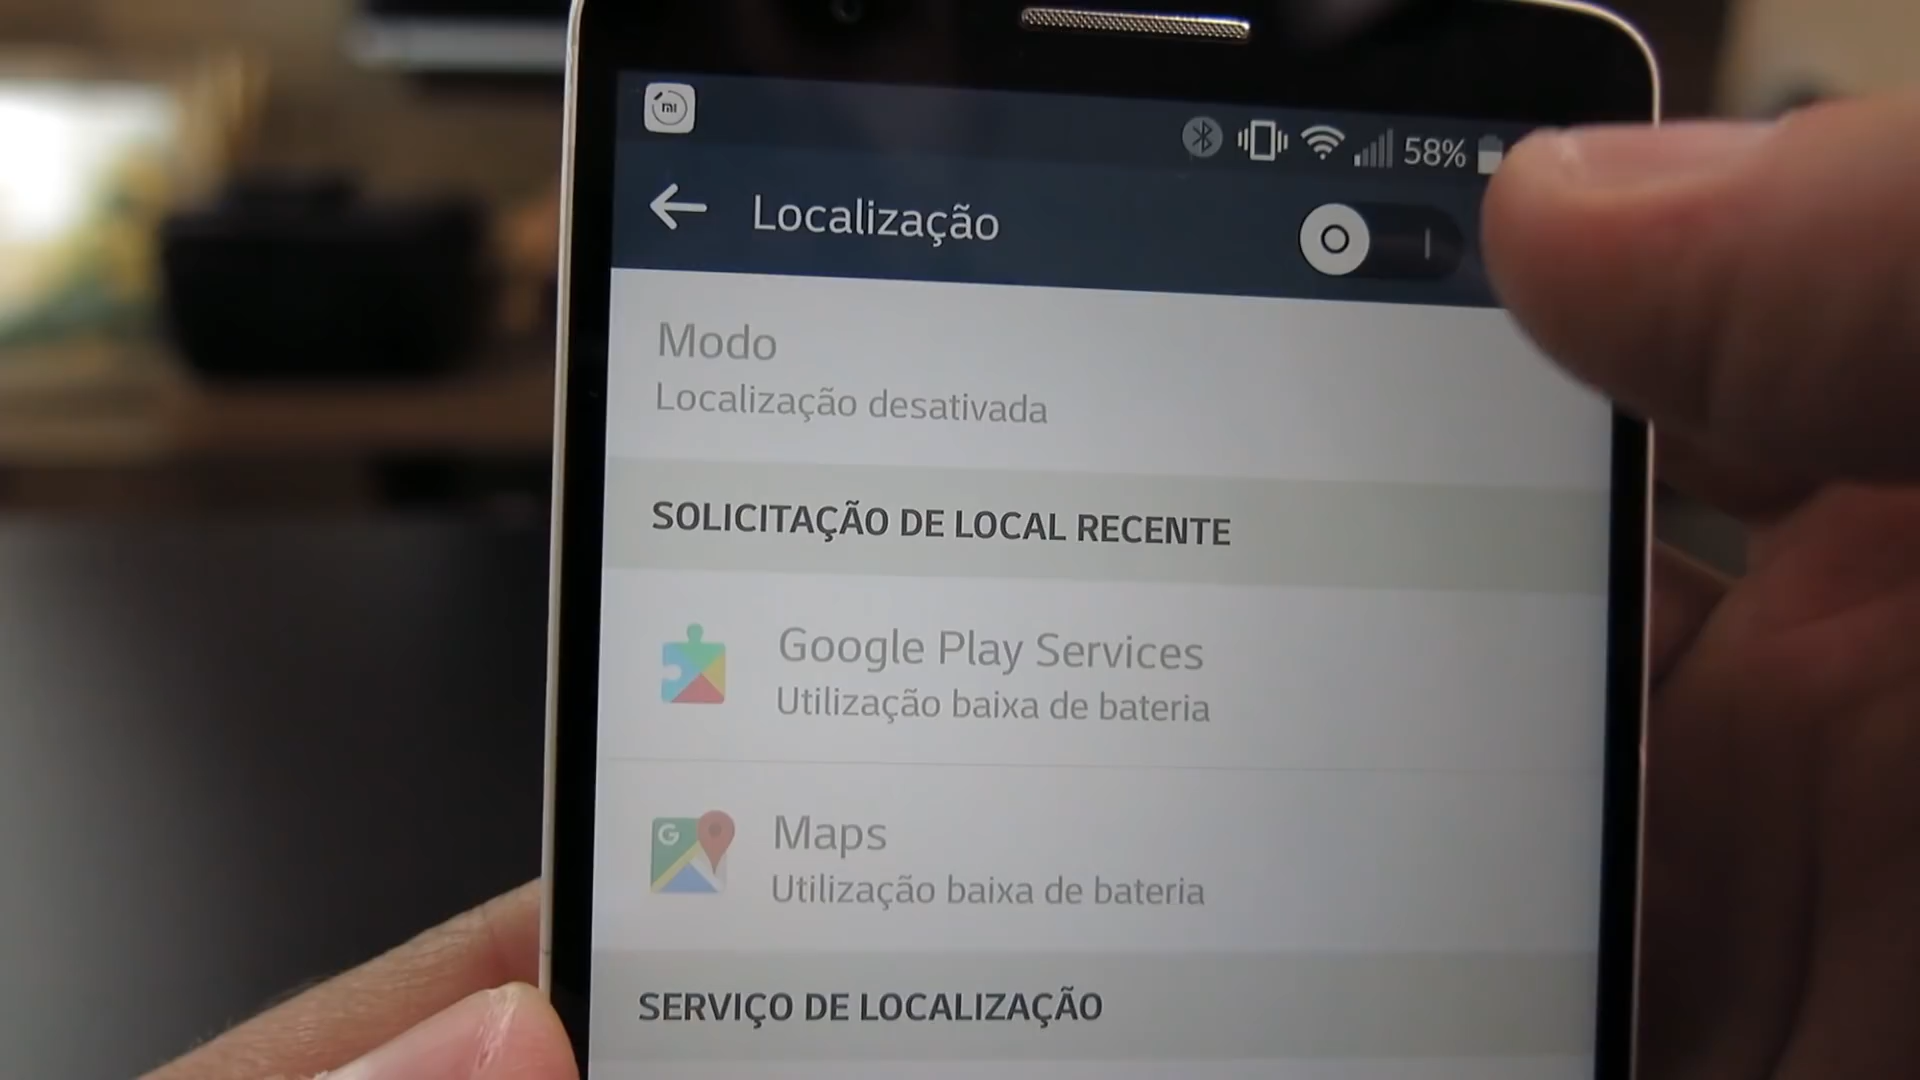 mi
58%
Localização
Modo
Localização desativada
SOLICITAÇÃO DE LOCAL RECENTE
Google Play Services
Utilização baixa de bateria
G
Maps
Utilização baixa de bateria
SERVIÇO DE LOCALIZAÇÃO